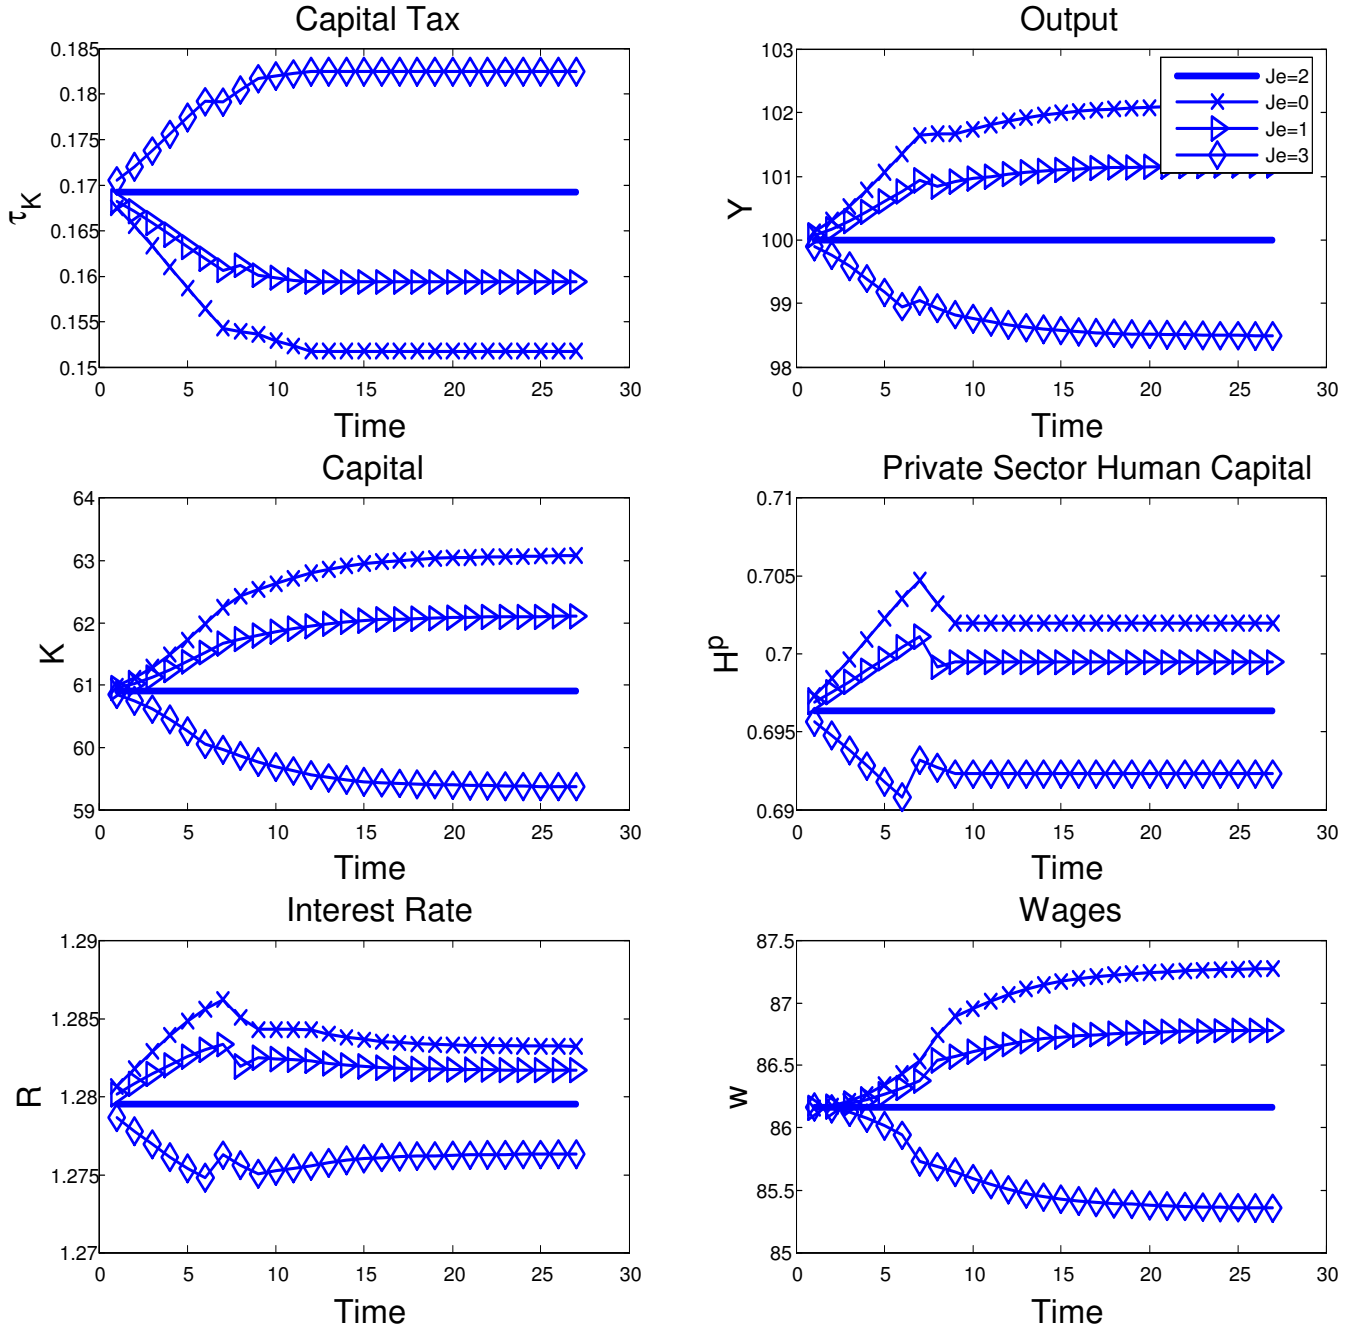 Capital Tax
0.185
0.18
0.175
0.17
0.165
0.16
0.155
0.15
τK
0 5 10 15 20 25 30
Time
Output
103
102
101
100
99
98
Y
Je=2
Je=0
Je=1
Je=3
0 5 10 15 20 25 30
Time
Capital
64
63
62
61
60
59
K
0 5 10 15 20 25 30
Time
Private Sector Human Capital
0.71
0.705
0.7
0.695
0.69
Hp
0 5 10 15 20 25 30
Time
Interest Rate
1.29
1.285
1.28
1.275
1.27
R
0 5 10 15 20 25 30
Time
Wages
87.5
87
86.5
86
85.5
85
w
0 5 10 15 20 25 30
Time